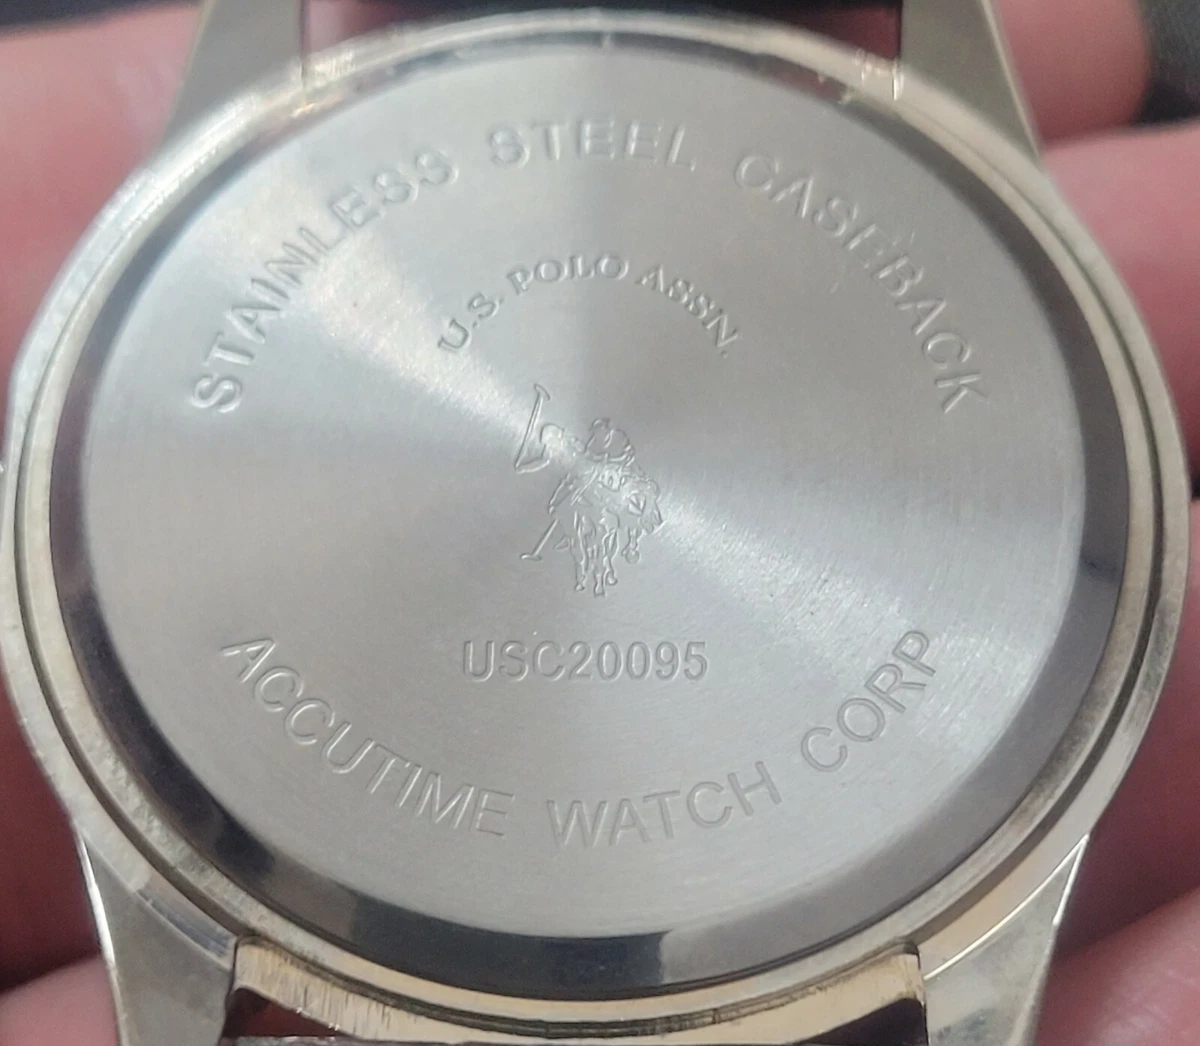 STAINLESS STEEL CASEBACK
U.S. POLO ASSN.
USC20095
ACCUTIME WATCH CORP